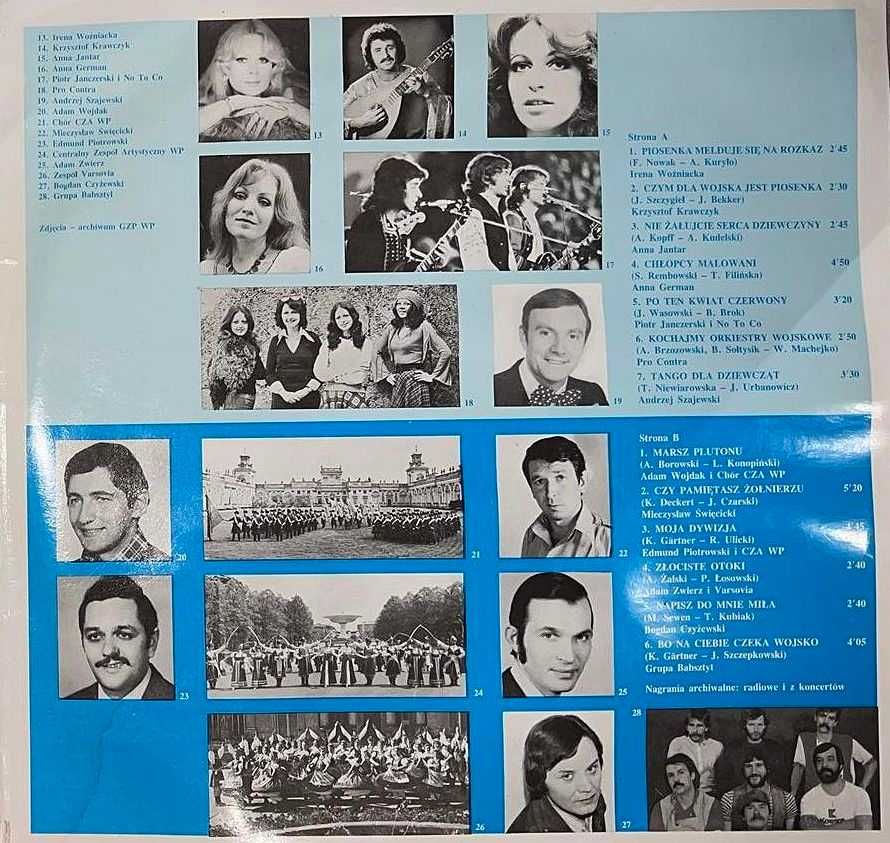 13. Irena Woźniacka
14. Krzysztof Krawczyk
15. Anna Jantar
16. Anna German
17. Piotr Janczerski i No To Co
18. Pro Contra
19. Andrzej Szajewski
20. Adam Wojdak
21. Chór CZA WP
22. Mieczysław Święcicki
23. Edmund Piotrowski
24. Centralny Zespół Artystyczny WP
25. Adam Zwierz
26. Zespół Varsovia
27. Bogdan Czyżewski
28. Grupa Babsztyl
Zdjęcia – archiwum GZP WP
13
14
15
16
17
18
19
Strona A
1. PIOSENKA MELDUJE SIĘ NA ROZKAZ 2'45
(F. Nowak – A. Kuryło)
Irena Woźniacka
2. CZYM DLA WOJSKA JEST PIOSENKA 2'30
(J. Szczygieł – J. Bekker)
Krzysztof Krawczyk
3. NIE ŻAŁUJCIE SERCA DZIEWCZYNY 2'45
(A. Kopff – A. Kudelski)
Anna Jantar
4. CHŁOPCY MALOWANI 4'50
(S. Rembowski – T. Filińska)
Anna German
5. PO TEN KWIAT CZERWONY 3'20
(J. Wasowski – B. Brok)
Piotr Janczerski i No To Co
6. KOCHAJMY ORKIESTRY WOJSKOWE 2'50
(A. Brzozowski, B. Sołtysik – W. Machejko)
Pro Contra
7. TANGO DLA DZIEWCZĄT 3'30
(T. Niewiarowska – J. Urbanowicz)
Andrzej Szajewski
20
21
22
23
24
25
26
27
28
Strona B
1. MARSZ PLUTONU
(A. Borowski – L. Konopiński)
Adam Wojdak i Chór CZA WP
2. CZY PAMIĘTASZ ŻOŁNIERZU 5'20
(K. Deckert – J. Czarski)
Mieczysław Święcicki
3. MOJA DYWIZJA
(K. Gärtner – R. Ulicki)
Edmund Piotrowski i CZA WP
4. ZŁOCISTE OTOKI 2'40
(A. Żalski – P. Łosowski)
Adam Zwierz i Varsovia
5. NAPISZ DO MNIE MIŁA 2'40
(M. Sewen – T. Kubiak)
Bogdan Czyżewski
6. BO NA CIEBIE CZEKA WOJSKO 4'05
(K. Gärtner – J. Szczepkowski)
Grupa Babsztyl
Nagrania archiwalne: radiowe i z koncertów